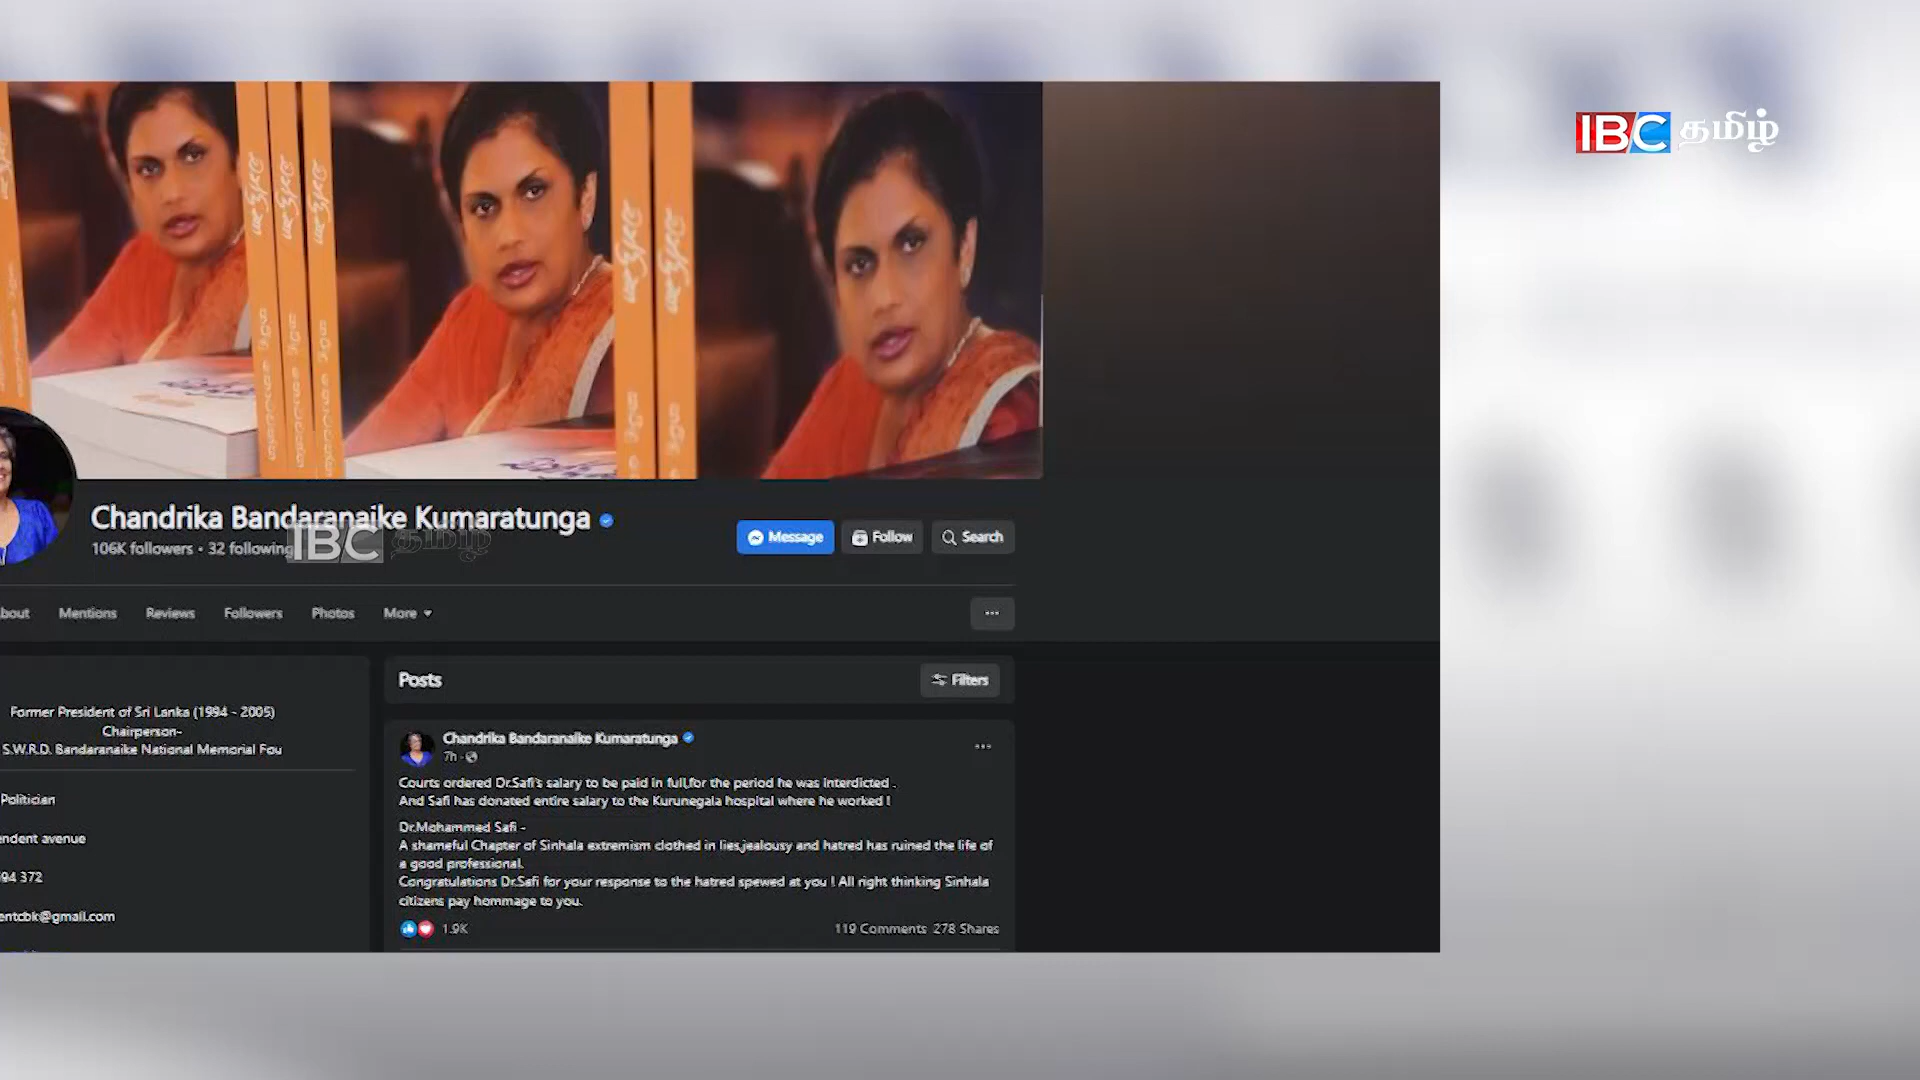 IBC தமிழ்
Chandrika Bandaranaike Kumaratunga
106K followers • 32 following
IBC தமிழ்
Message
Follow
Search
bout
Mentions
Reviews
Followers
Photos
More
Posts
Filters
Former President of Sri Lanka (1994 - 2005)
Chairperson-
S.W.R.D. Bandaranaike National Memorial Fou
Politician
endent avenue
94 372
entcbk@gmail.com
Chandrika Bandaranaike Kumaratunga
7h
Courts ordered Dr.Safi's salary to be paid in full,for the period he was interdicted .
And Safi has donated entire salary to the Kurunegala hospital where he worked !
Dr.Mohammed Safi -
A shameful Chapter of Sinhala extremism clothed in lies,jealousy and hatred has ruined the life of
a good professional.
Congratulations Dr.Safi for your response to the hatred spewed at you ! All right thinking Sinhala
citizens pay hommage to you.
1.9K
119 Comments 278 Shares